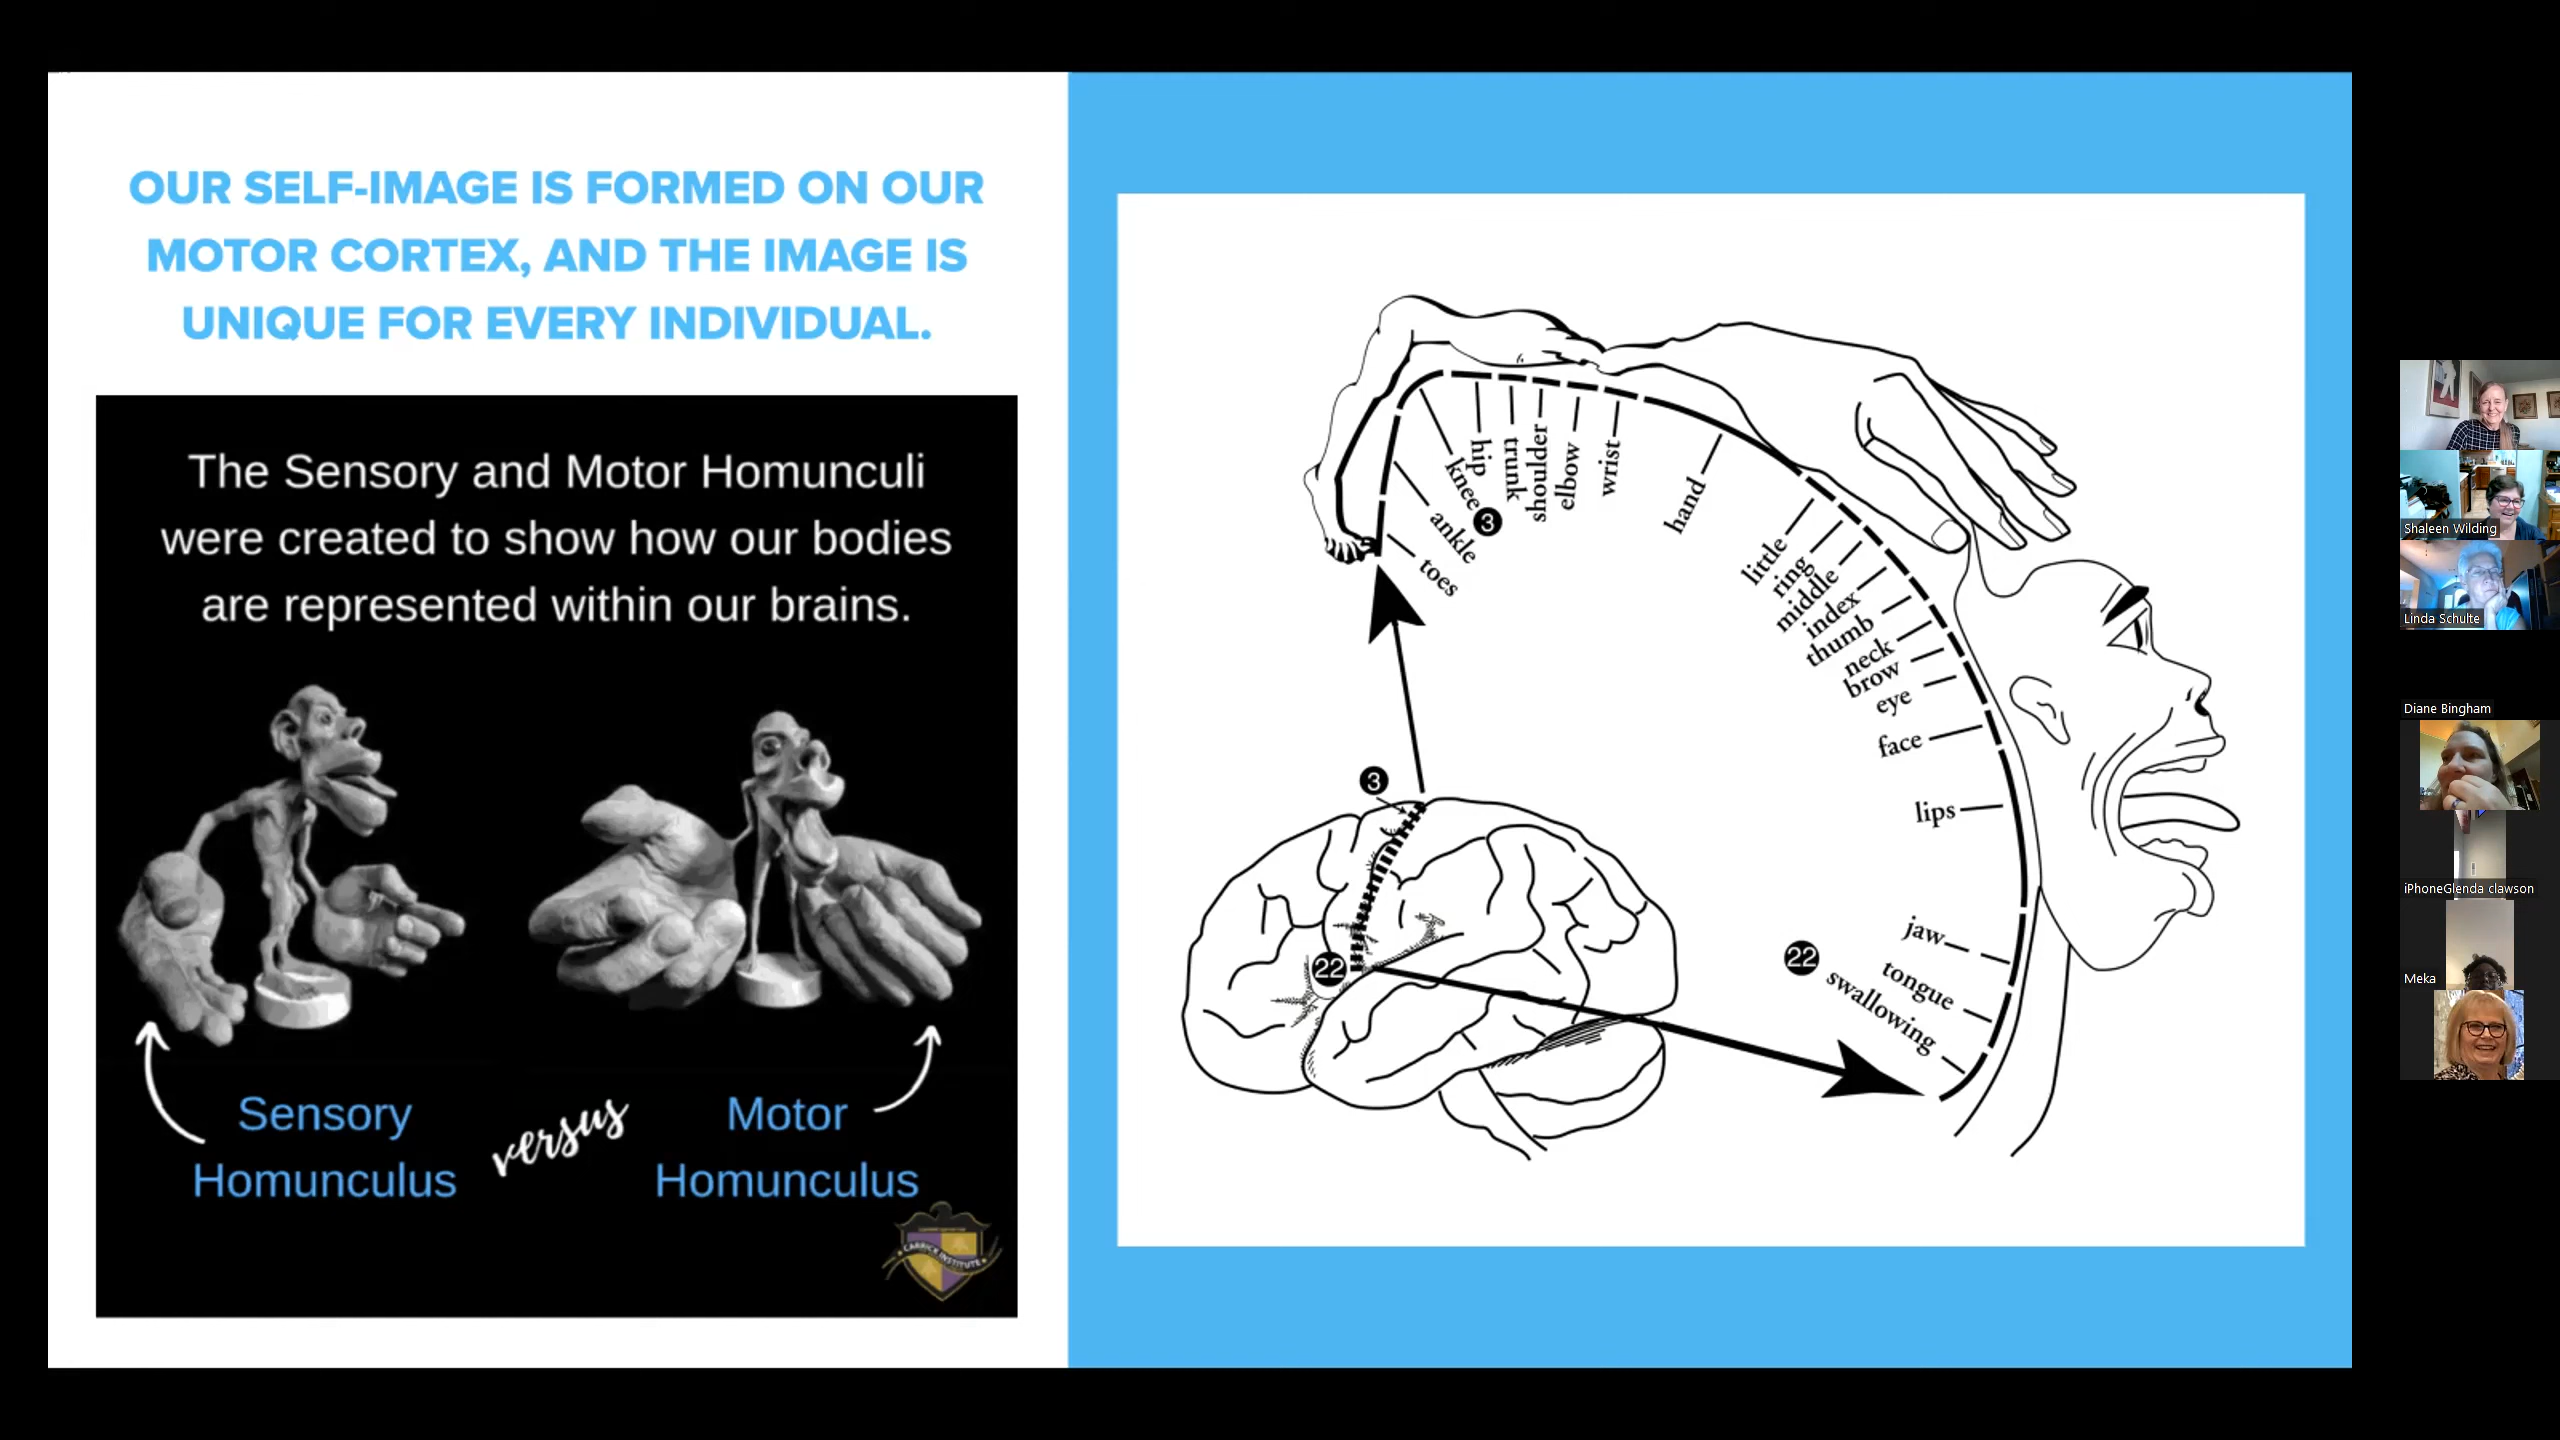 OUR SELF-IMAGE IS FORMED ON OUR
MOTOR CORTEX, AND THE IMAGE IS
UNIQUE FOR EVERY INDIVIDUAL.
The Sensory and Motor Homunculi
were created to show how our bodies
are represented within our brains.
Sensory
Homunculus
versus
Motor
Homunculus
CARRICK INSTITUTE
toes
ankle
knee
3
hip
trunk
shoulder
elbow
wrist
hand
little
ring
middle
index
thumb
neck
brow
eye
face
lips
jaw
tongue
22
swallowing
3
22
Shaleen Wilding
Linda Schulte
Diane Bingham
iPhoneGlenda clawson
Meka